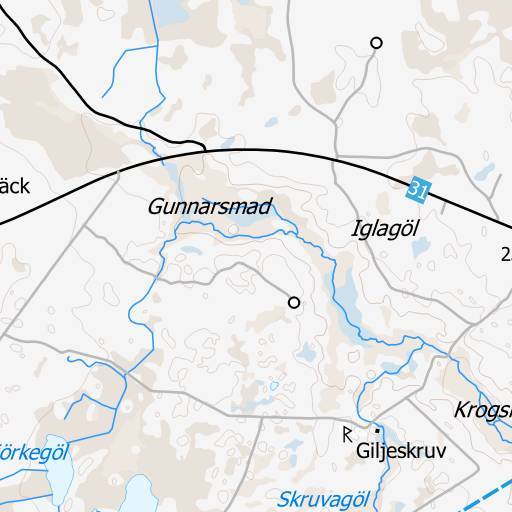 31
äck
Gunnarsmad
Iglagöl
2
Krogs
örkegöl
Giljeskruv
Skruvagöl